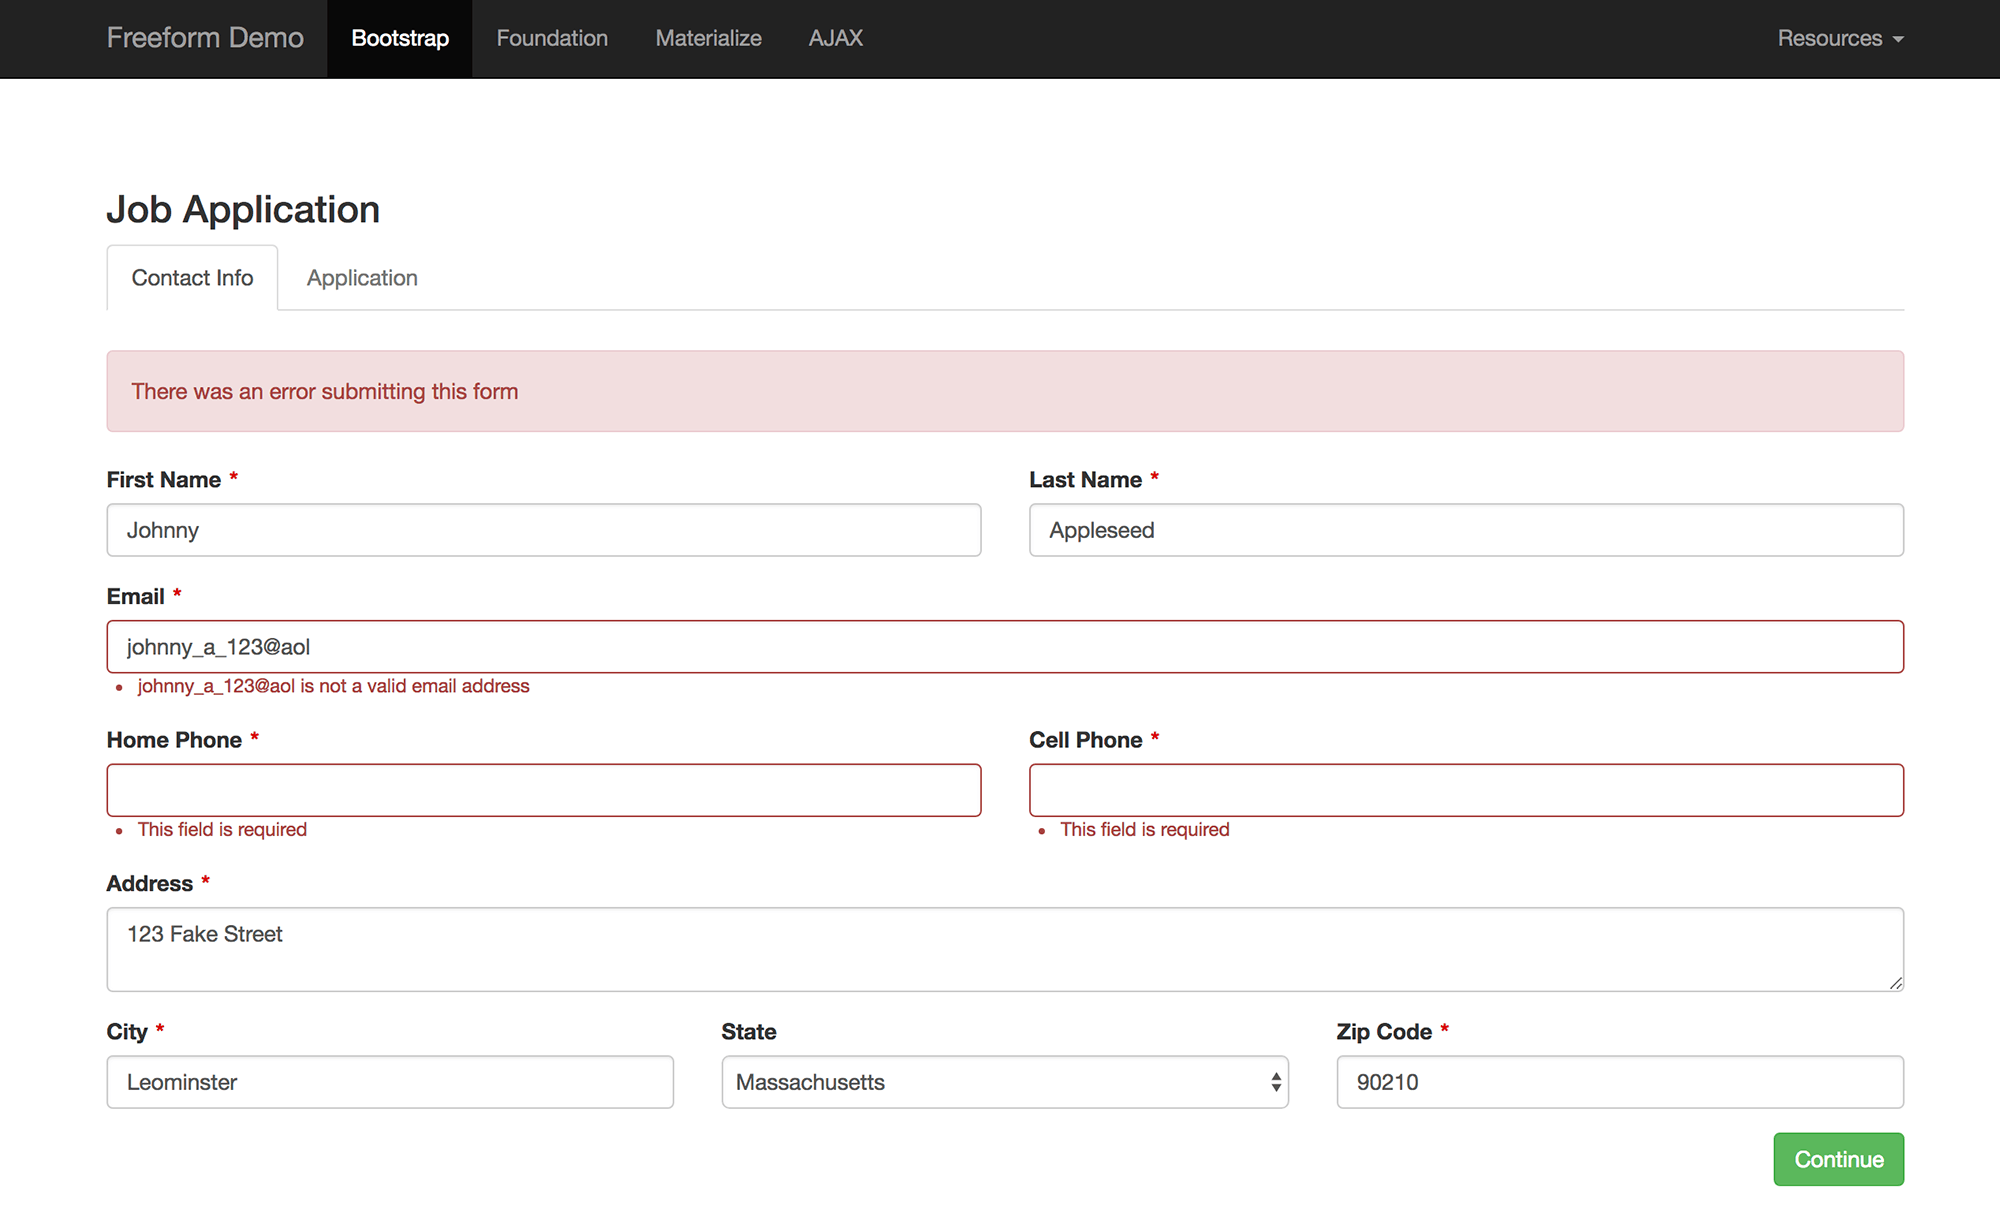 Freeform Demo Bootstrap Foundation Materialize AJAX Resources
Job Application
Contact Info Application
There was an error submitting this form
First Name * Last Name *
Johnny Appleseed
Email *
johnny_a_123@aol
• johnny_a_123@aol is not a valid email address
Home Phone * Cell Phone *
• This field is required • This field is required
Address *
123 Fake Street
City * State Zip Code *
Leominster Massachusetts 90210
Continue